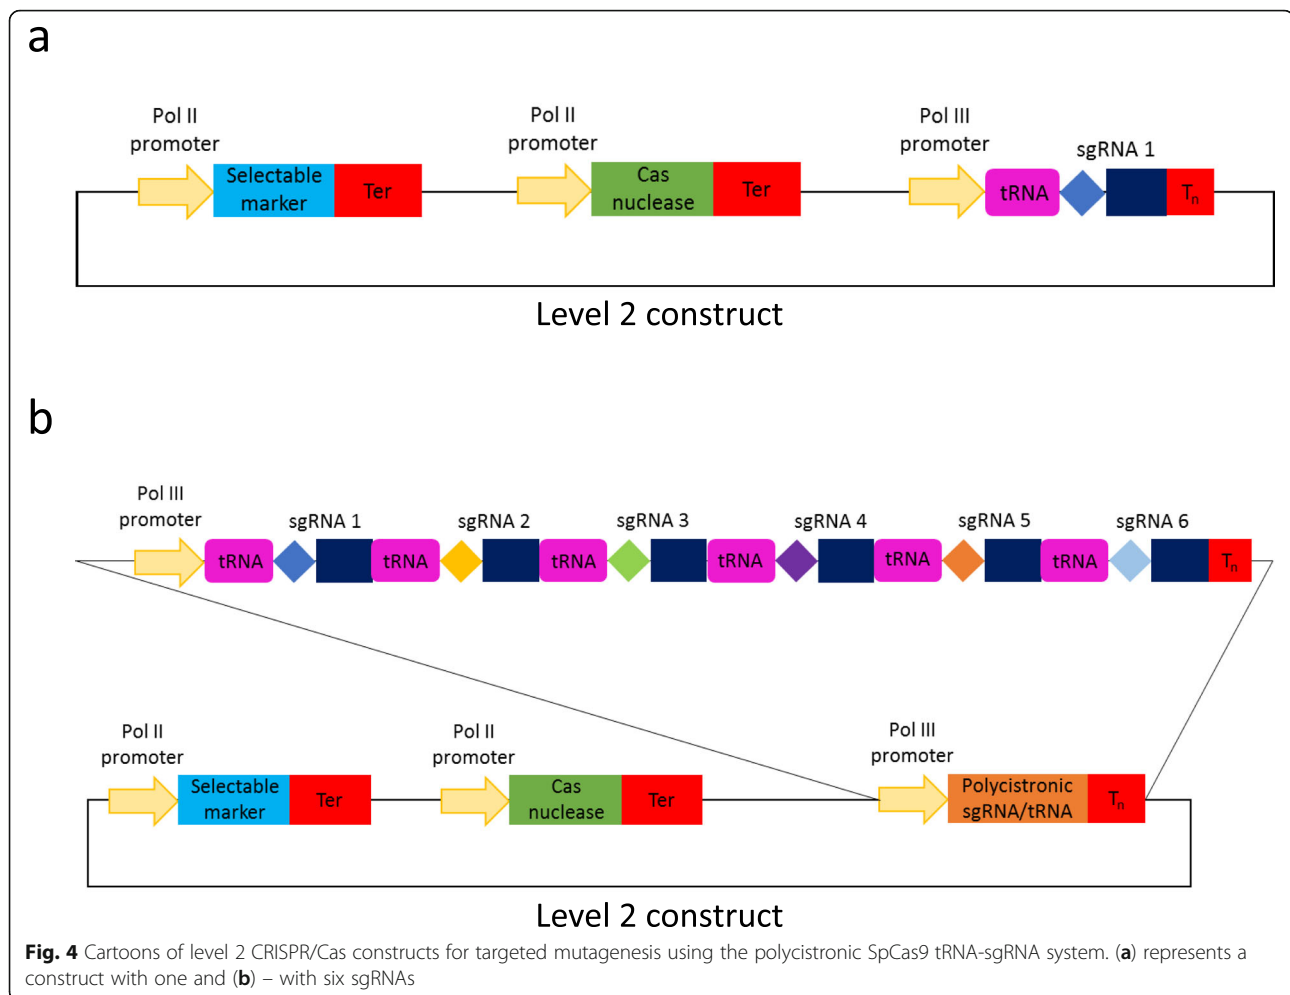 a
Pol II
promoter
Pol II
promoter
Pol III
promoter
sgRNA 1
Selectable
marker
Ter
Cas
nuclease
Ter
tRNA
Tn
Level 2 construct
b
Pol III
promoter
sgRNA 1
sgRNA 2
sgRNA 3
sgRNA 4
sgRNA 5
sgRNA 6
tRNA
tRNA
tRNA
tRNA
tRNA
tRNA
Tn
Pol II
promoter
Pol II
promoter
Pol III
promoter
Selectable
marker
Ter
Cas
nuclease
Ter
Polycistronic
sgRNA/tRNA
Tn
Level 2 construct
Fig. 4 Cartoons of level 2 CRISPR/Cas constructs for targeted mutagenesis using the polycistronic SpCas9 tRNA-sgRNA system. (a) represents a
construct with one and (b) – with six sgRNAs